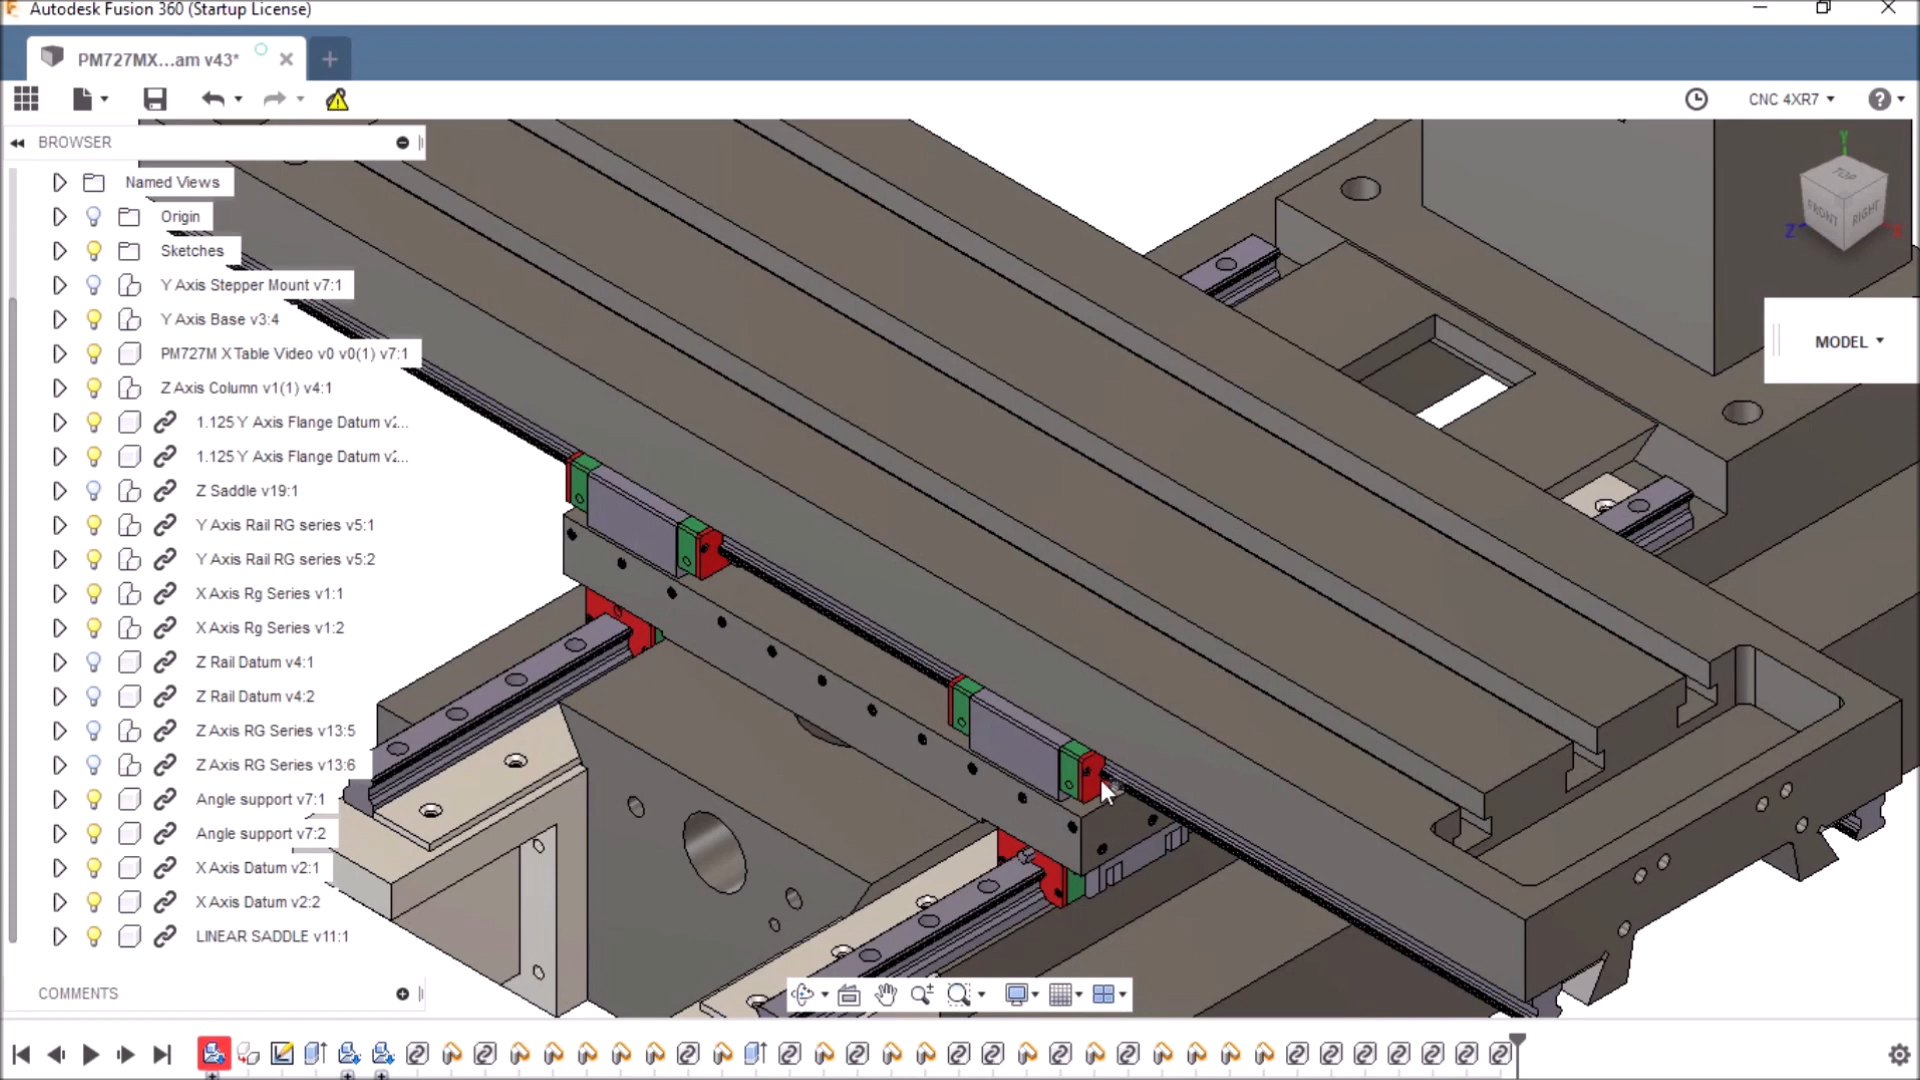 Autodesk Fusion 360 (Startup License)
PM727MX...am v43*
CNC 4XR7
BROWSER
Named Views
Origin
Sketches
Y Axis Stepper Mount v7:1
Y Axis Base v3:4
PM727M X Table Video v0 v0(1) v7:1
Z Axis Column v1(1) v4:1
1.125 Y Axis Flange Datum v2...
1.125 Y Axis Flange Datum v2...
Z Saddle v19:1
Y Axis Rail RG series v5:1
Y Axis Rail RG series v5:2
X Axis Rg Series v1:1
X Axis Rg Series v1:2
Z Rail Datum v4:1
Z Rail Datum v4:2
Z Axis RG Series v13:5
Z Axis RG Series v13:6
Angle support v7:1
Angle support v7:2
X Axis Datum v2:1
X Axis Datum v2:2
LINEAR SADDLE v11:1
COMMENTS
Y
TOP
FRONT
RIGHT
Z
MODEL